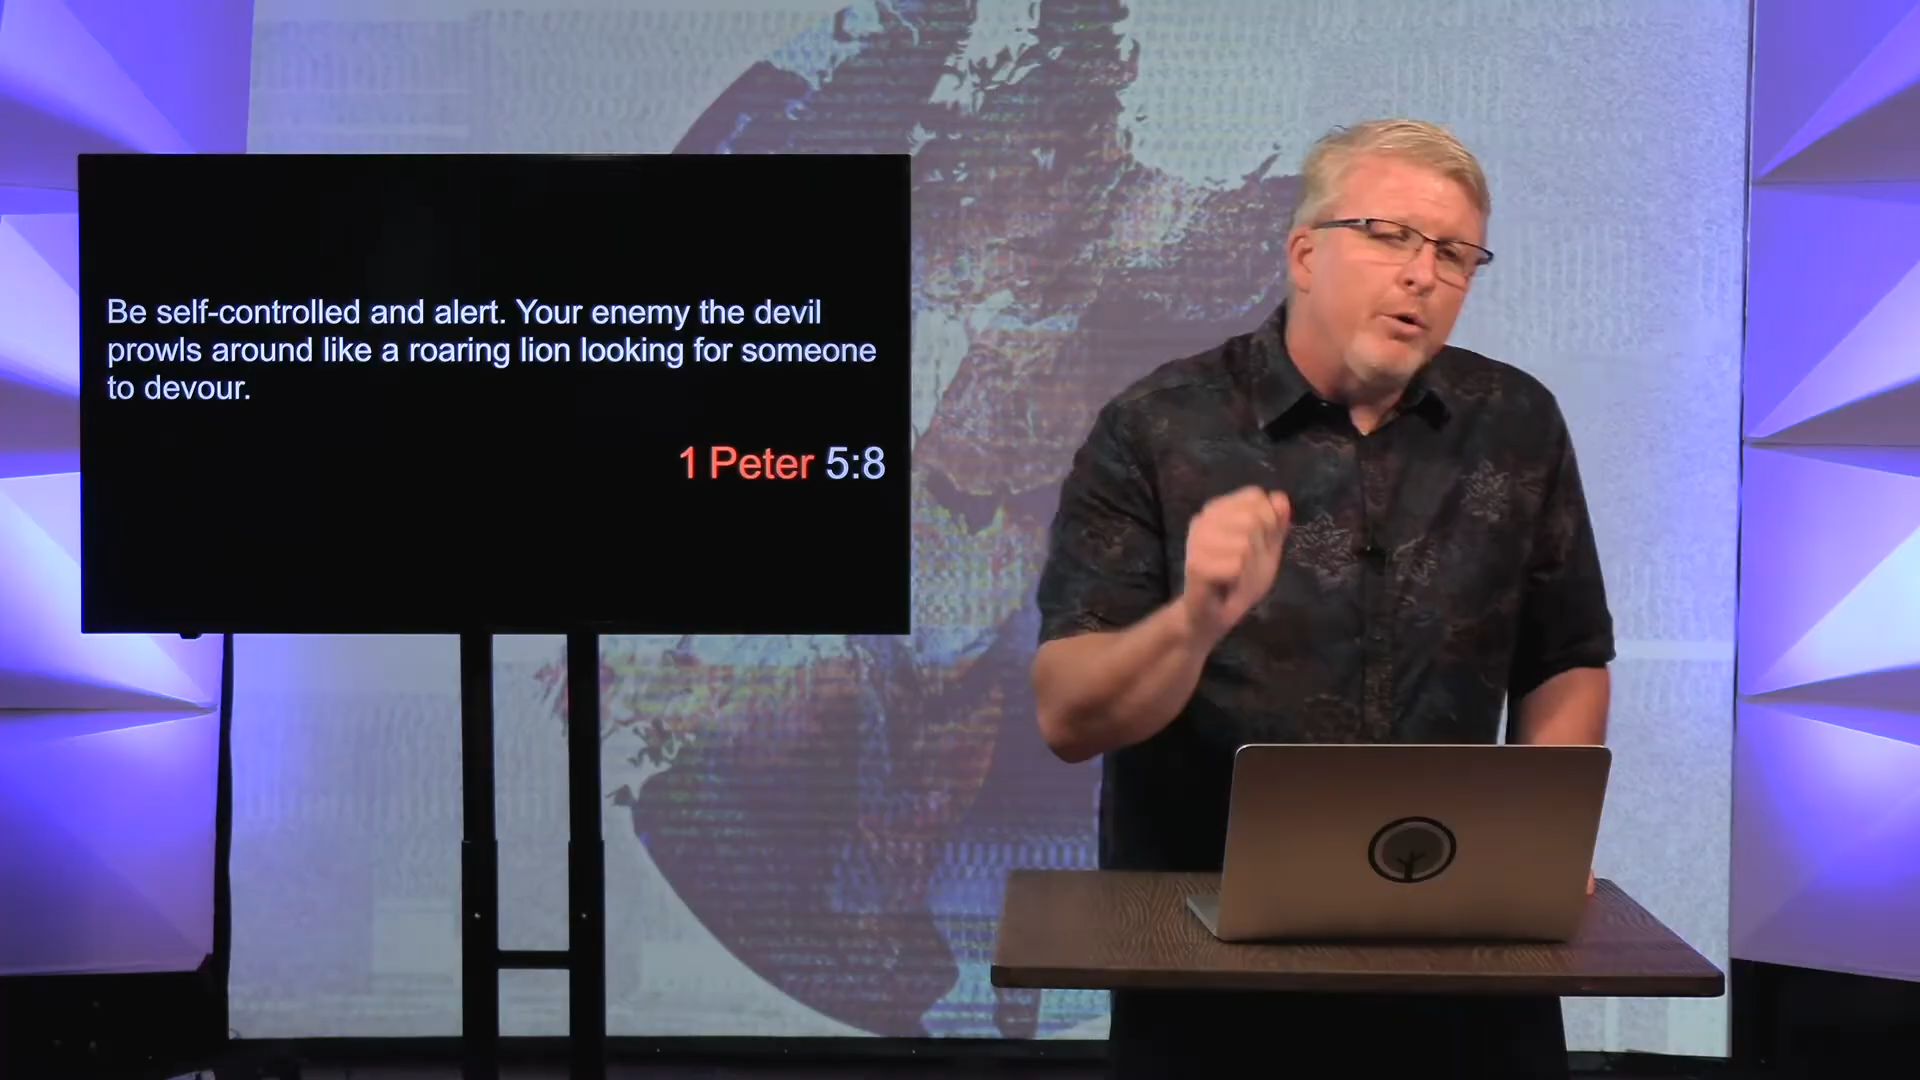 Be self-controlled and alert. Your enemy the devil
prowls around like a roaring lion looking for someone
to devour.
1 Peter 5:8